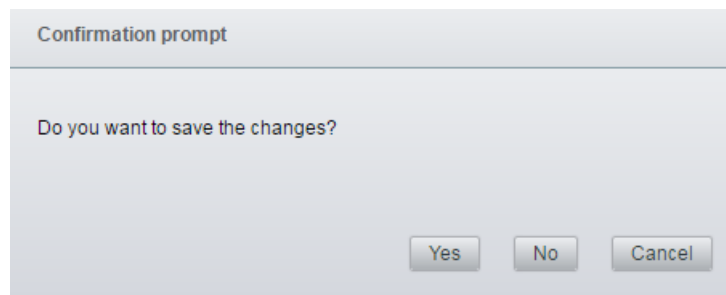 Confirmation prompt
Do you want to save the changes?
Yes No Cancel